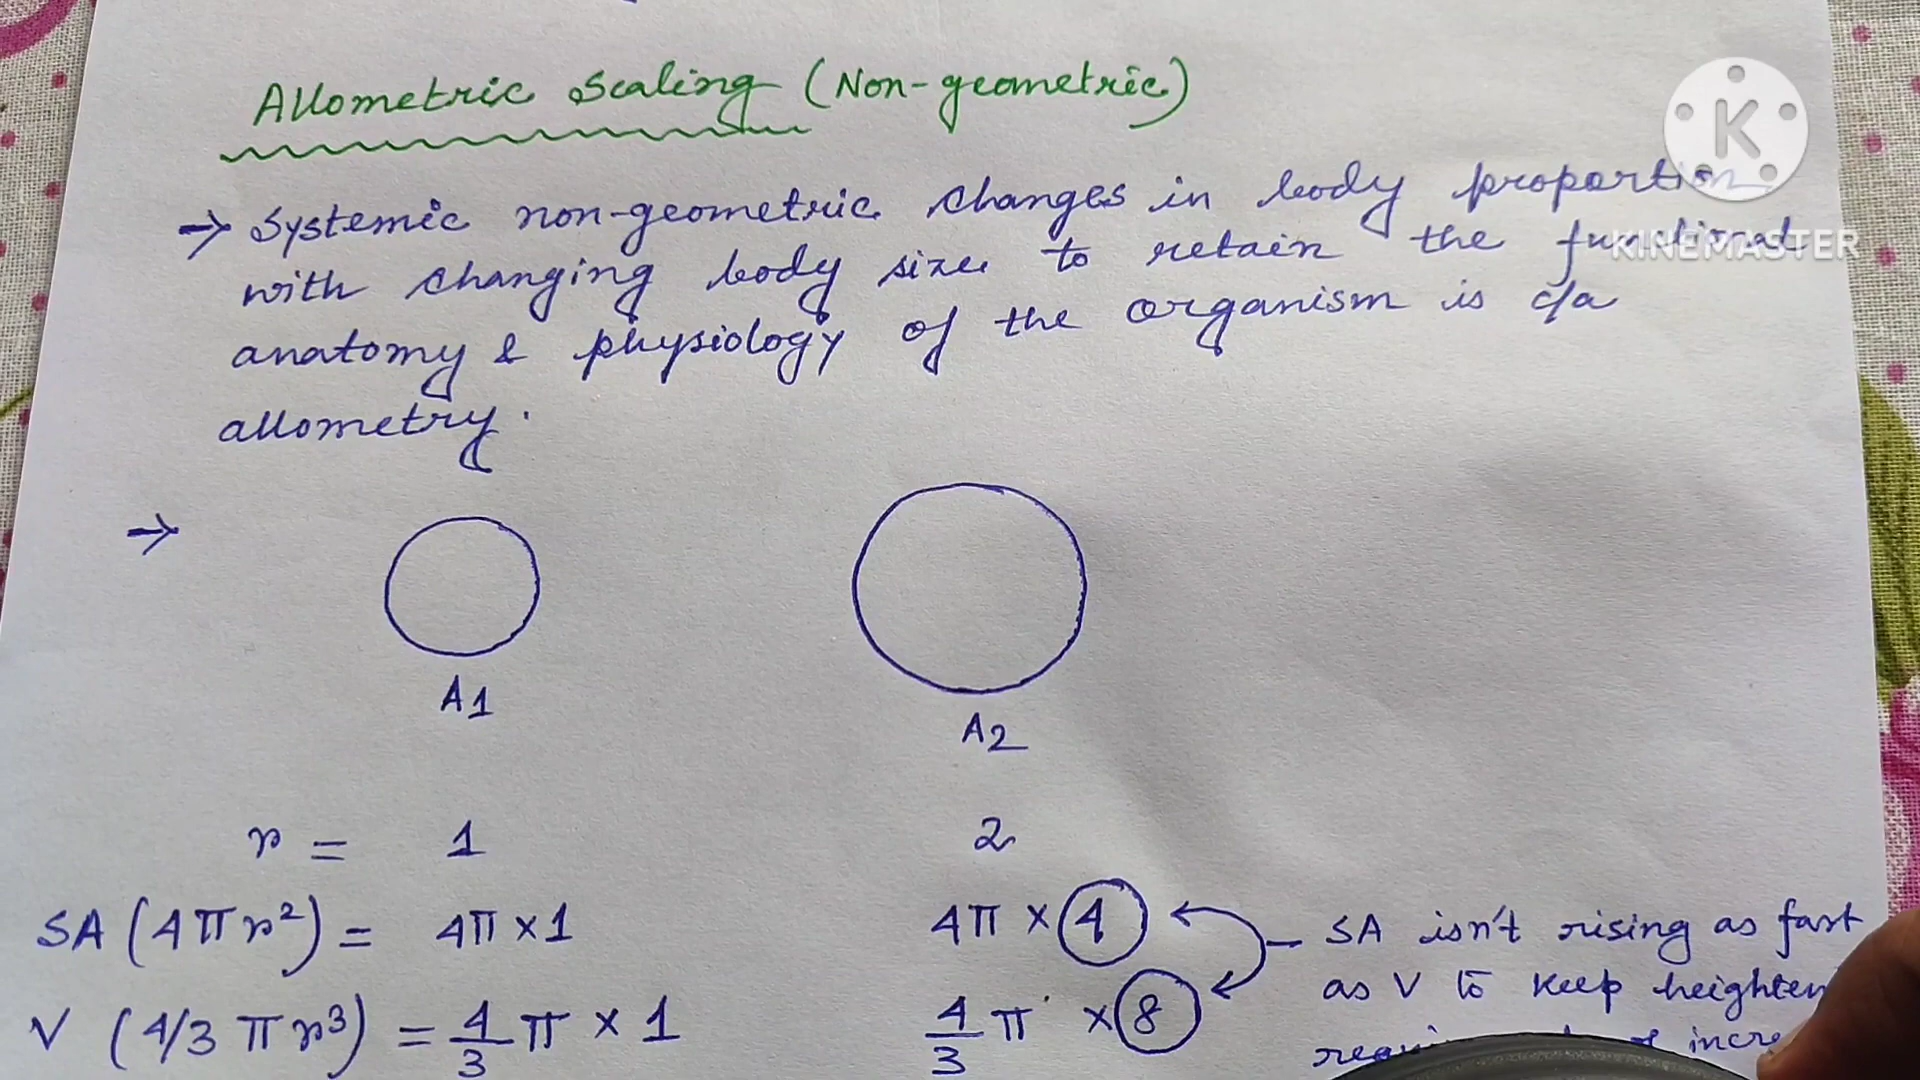 Allometric Scaling (Non-geometric)
K
→ Systemic non-geometric changes in body proportion
KINEMASTER
with changing body size to retain the functional
anatomy & physiology of the organism is c/a
allometry.
→
A1
A2
r = 1 2
SA (4πr²) = 4π × 1 4π × 4 SA isn't rising as fast
V (4/3 πr³) = 4/3 π × 1 4/3 π × 8 as V to keep